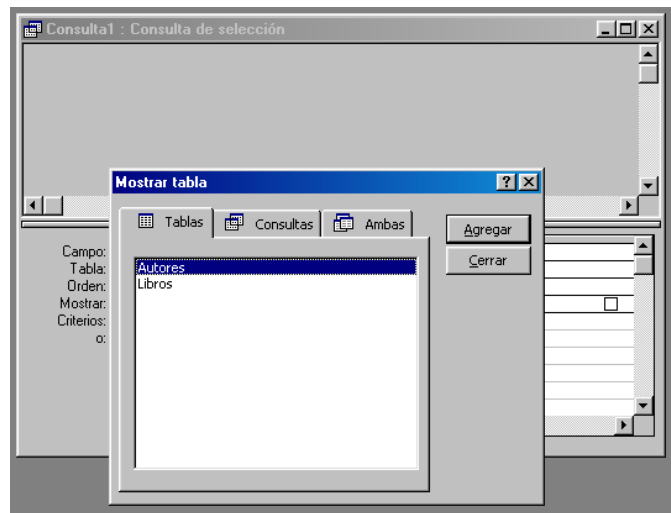 Consulta1 : Consulta de selección
Mostrar tabla
Tablas Consultas Ambas
Agregar
Cerrar
Autores
Libros
Campo:
Tabla:
Orden:
Mostrar:
Criterios:
o: